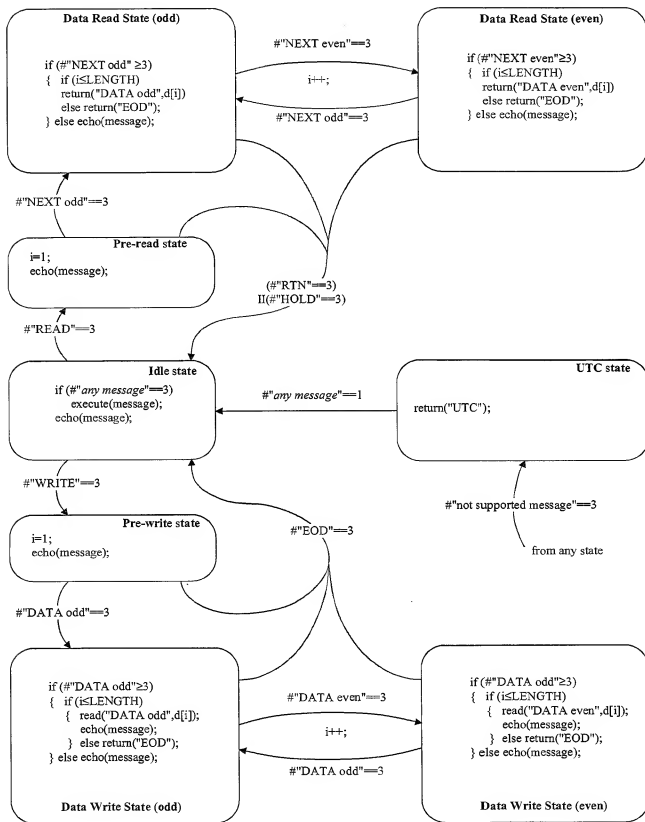 Data Read State (odd)
if (#"NEXT odd" ≥3)
{ if (i≤LENGTH)
return("DATA odd",d[i])
else return("EOD");
} else echo(message);
#"NEXT even"==3
i++;
#"NEXT odd"==3
Data Read State (even)
if (#"NEXT even"≥3)
{ if (i≤LENGTH)
return("DATA even",d[i])
else return("EOD");
} else echo(message);
#"NEXT odd"==3
Pre-read state
i=1;
echo(message);
(#"RTN"==3)
II(#"HOLD"==3)
#"READ"==3
Idle state
if (#"any message"==3)
execute(message);
echo(message);
#"any message"==1
UTC state
return("UTC");
#"WRITE"==3
#"not supported message"==3
from any state
Pre-write state
i=1;
echo(message);
#"EOD"==3
#"DATA odd"==3
if (#"DATA odd"≥3)
{ if (i≤LENGTH)
{ read("DATA odd",d[i]);
echo(message);
} else return("EOD");
} else echo(message);
Data Write State (odd)
#"DATA even"==3
i++;
#"DATA odd"==3
if (#"DATA odd"≥3)
{ if (i≤LENGTH)
{ read("DATA even",d[i]);
echo(message);
} else return("EOD");
} else echo(message);
Data Write State (even)